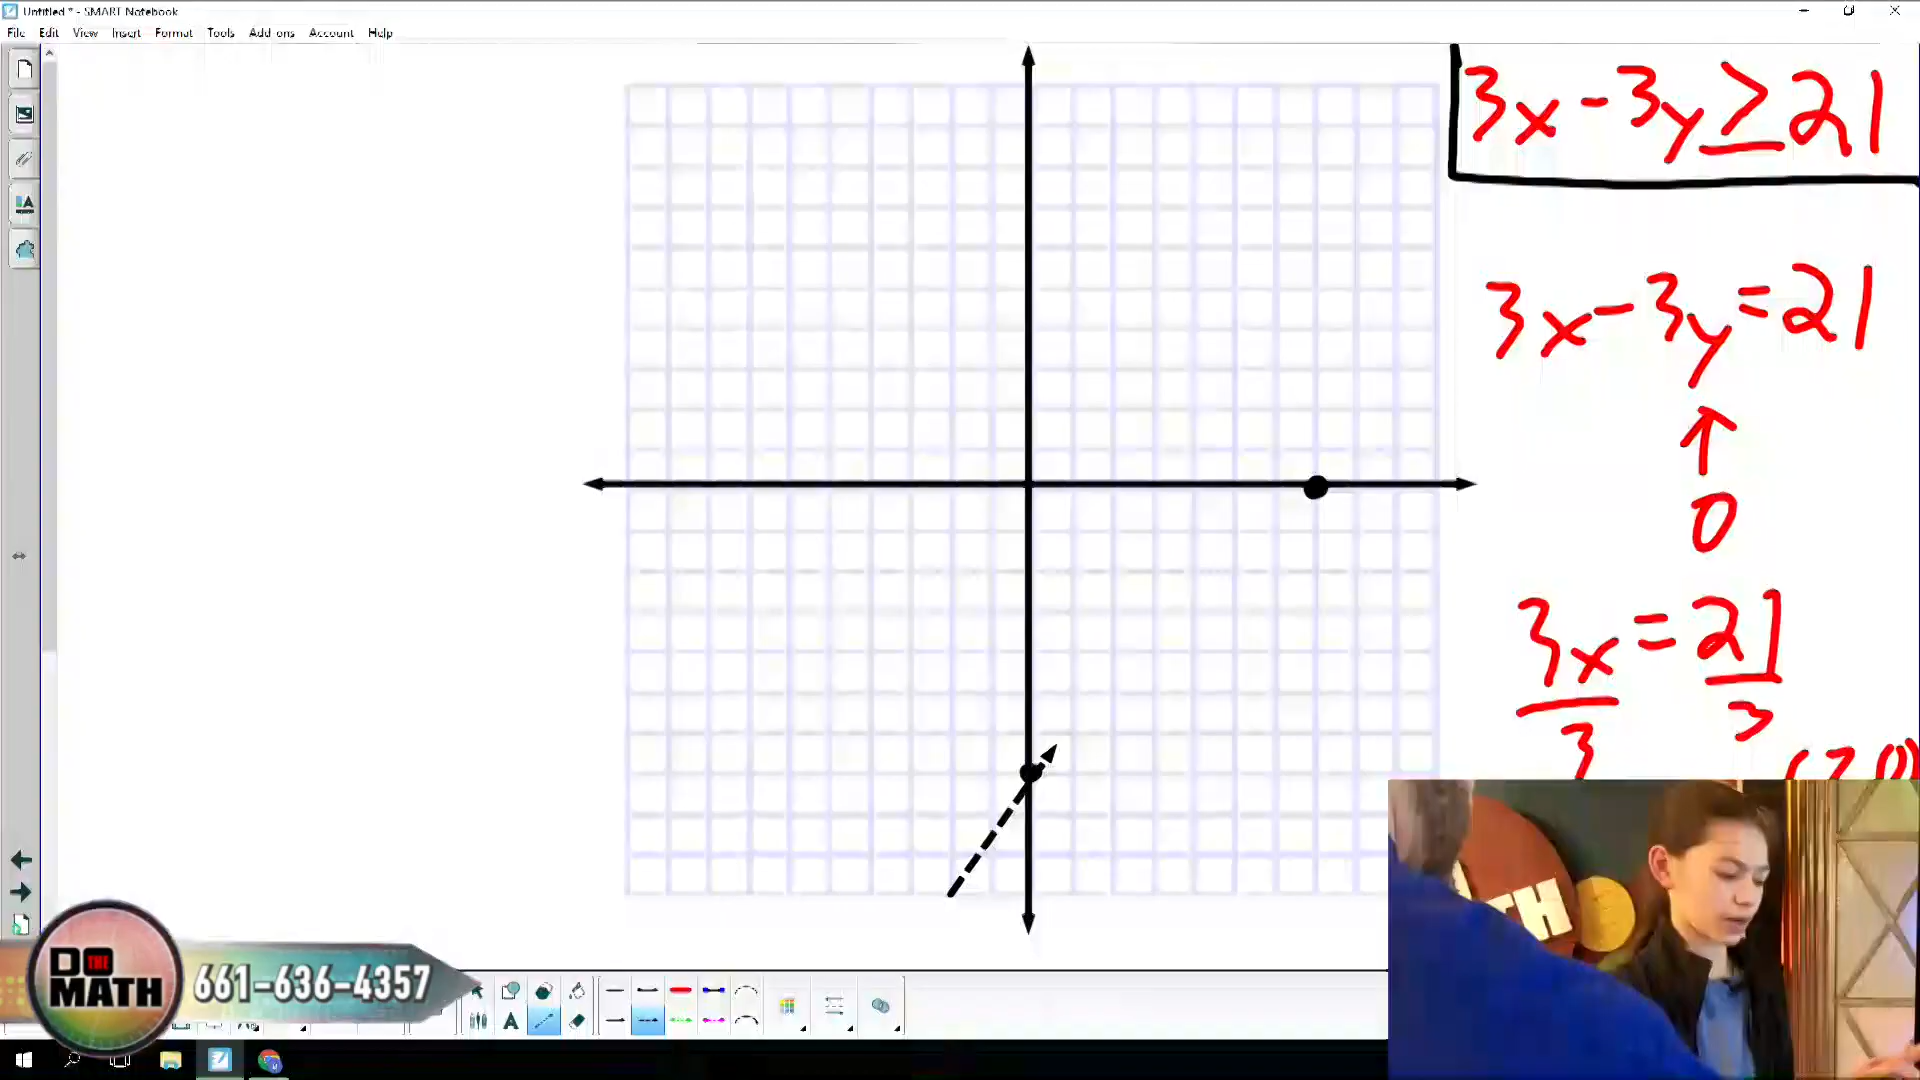 Untitled * - SMART Notebook
File Edit View Insert Format Tools Add-ons Account Help
3x-3y≥21
3x-3y=21
↑
0
3x=21
3 3
DO THE MATH
661-636-4357